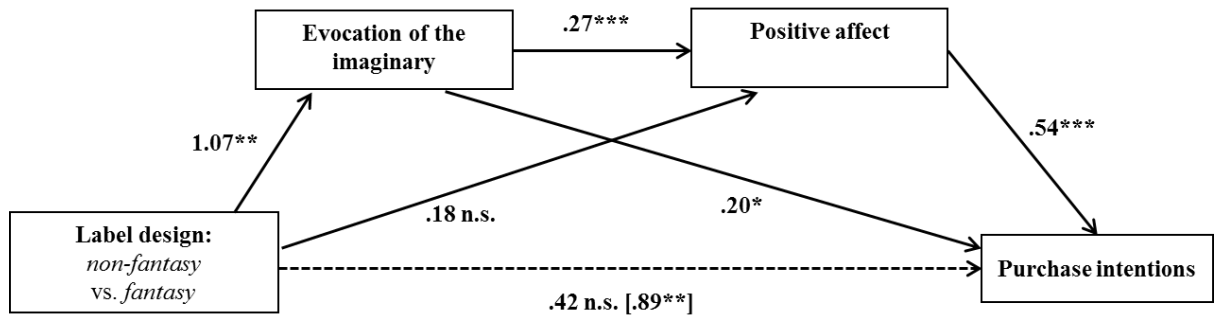 Evocation of the
imaginary
.27***
Positive affect
1.07**
.54***
.18 n.s.
.20*
Label design:
non-fantasy
vs. fantasy
Purchase intentions
.42 n.s. [.89**]